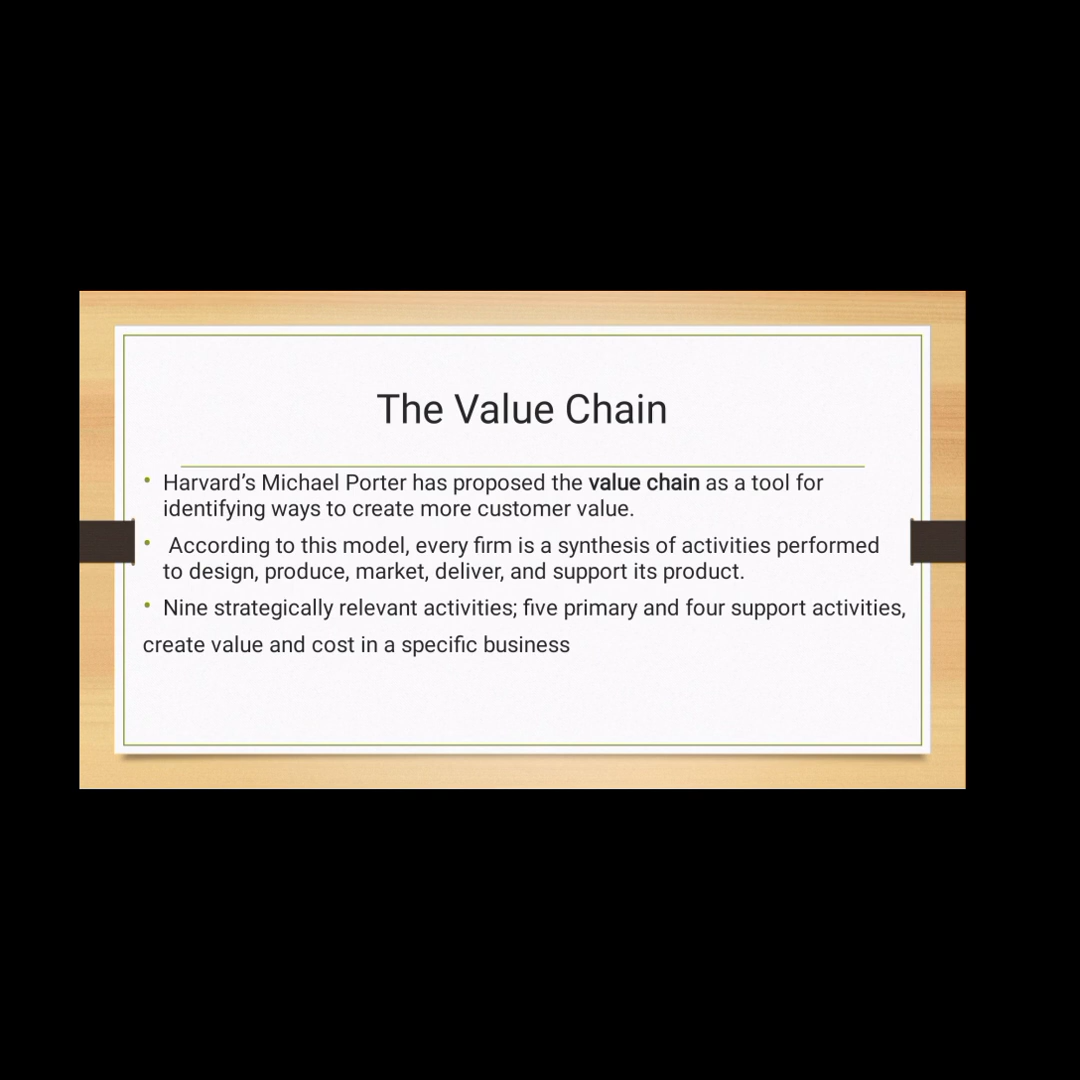 The Value Chain
• Harvard’s Michael Porter has proposed the value chain as a tool for
identifying ways to create more customer value.
• According to this model, every firm is a synthesis of activities performed
to design, produce, market, deliver, and support its product.
• Nine strategically relevant activities; five primary and four support activities,
create value and cost in a specific business